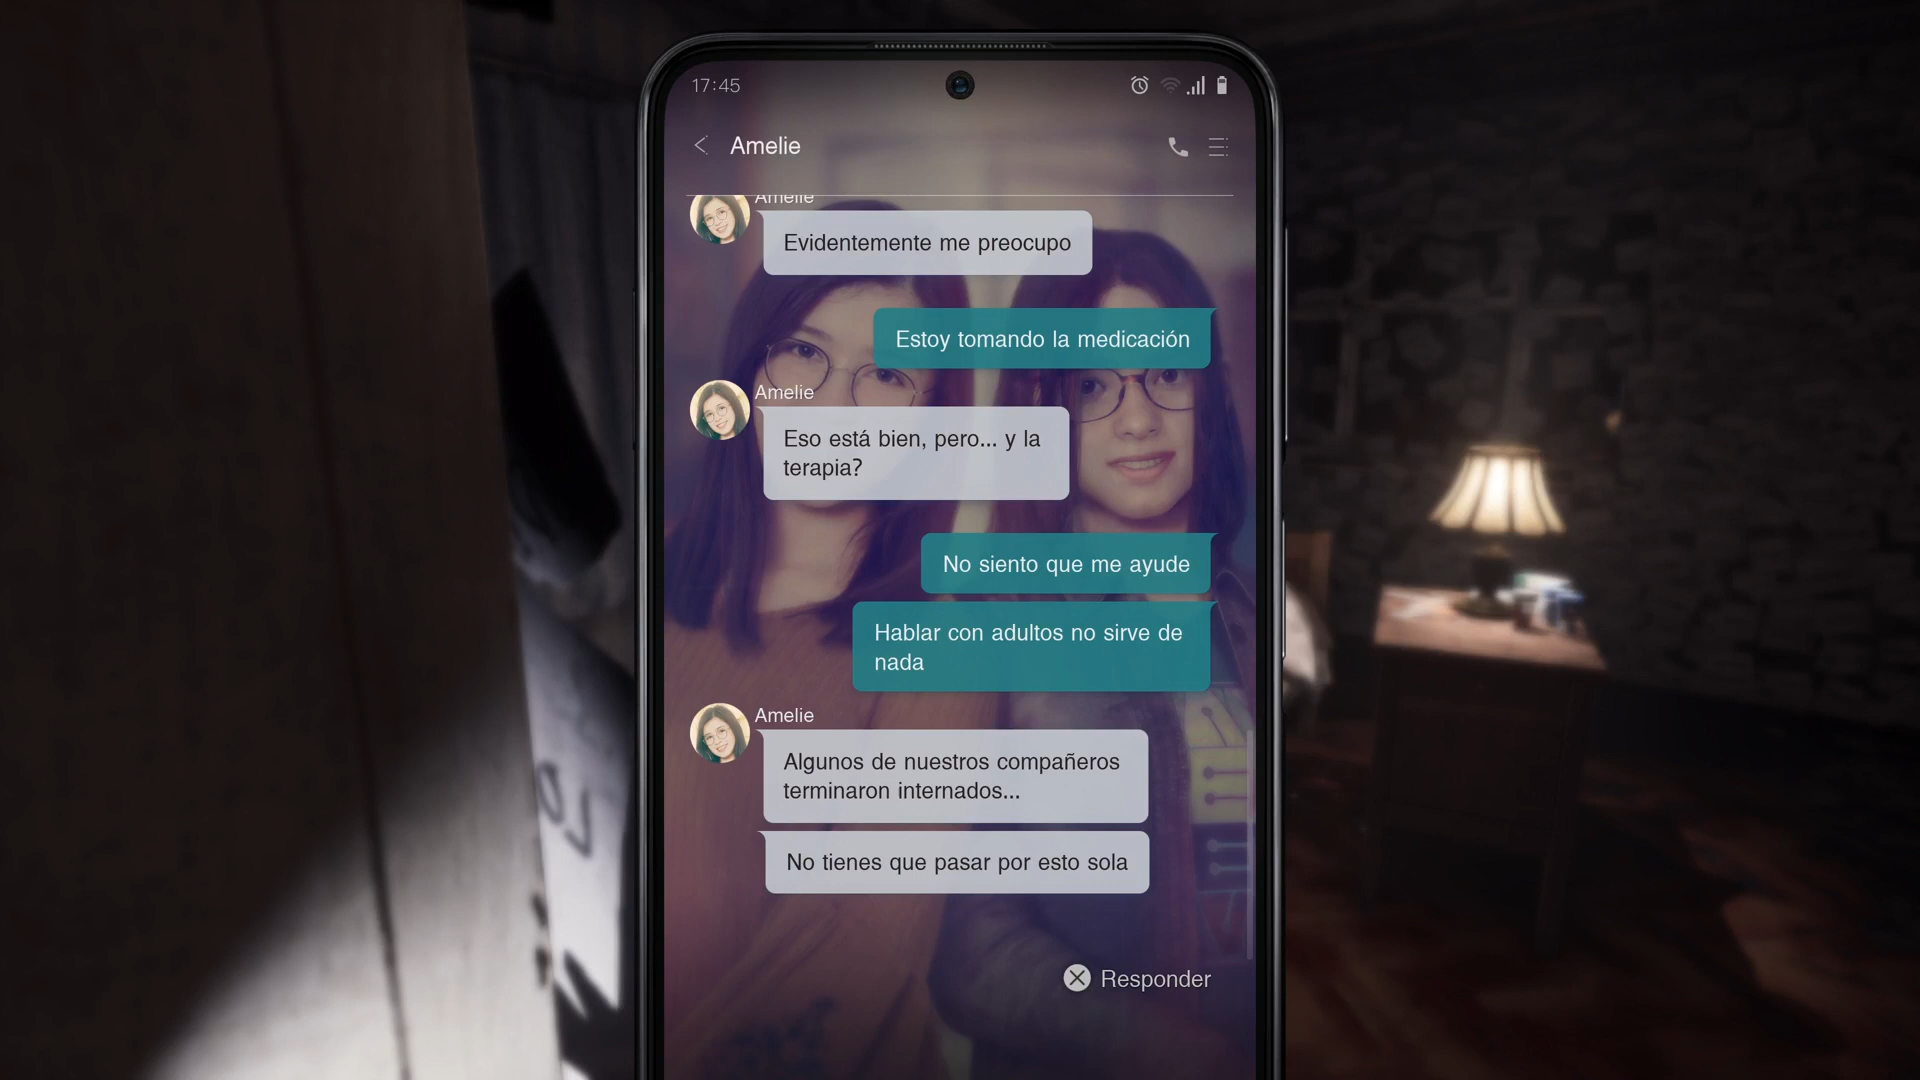 17:45
Amelie
Amelie
Evidentemente me preocupo
Estoy tomando la medicación
Amelie
Eso está bien, pero... y la
terapia?
No siento que me ayude
Hablar con adultos no sirve de
nada
Amelie
Algunos de nuestros compañeros
terminaron internados...
No tienes que pasar por esto sola
Responder